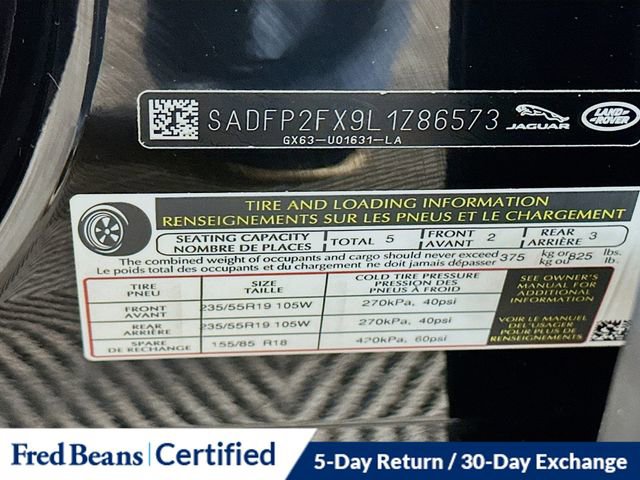 SADFP2FX9L1Z86573 JAGUAR LAND ROVER
GX63-U01631-LA
TIRE AND LOADING INFORMATION
RENSEIGNEMENTS SUR LES PNEUS ET LE CHARGEMENT
SEATING CAPACITY
NOMBRE DE PLACES
TOTAL 5
FRONT
AVANT 2
REAR
ARRIÈRE 3
The combined weight of occupants and cargo should never exceed 375 kg or 825 lbs.
Le poids total des occupants et du chargement ne doit jamais dépasser kg ou lb.
TIRE
PNEU
SIZE
TAILLE
COLD TIRE PRESSURE
PRESSION DES
PNEUS À FROID
FRONT
AVANT
235/55R19 105W
270kPa, 40psi
REAR
ARRIÈRE
235/55R19 105W
270kPa, 40psi
SPARE
DE RECHANGE
155/85 R18
420kPa, 60psi
SEE OWNER'S
MANUAL FOR
ADDITIONAL
INFORMATION
VOIR LE MANUEL
DE L'USAGER
POUR PLUS DE
RENSEIGNEMENTS
Fred Beans Certified
5-Day Return / 30-Day Exchange